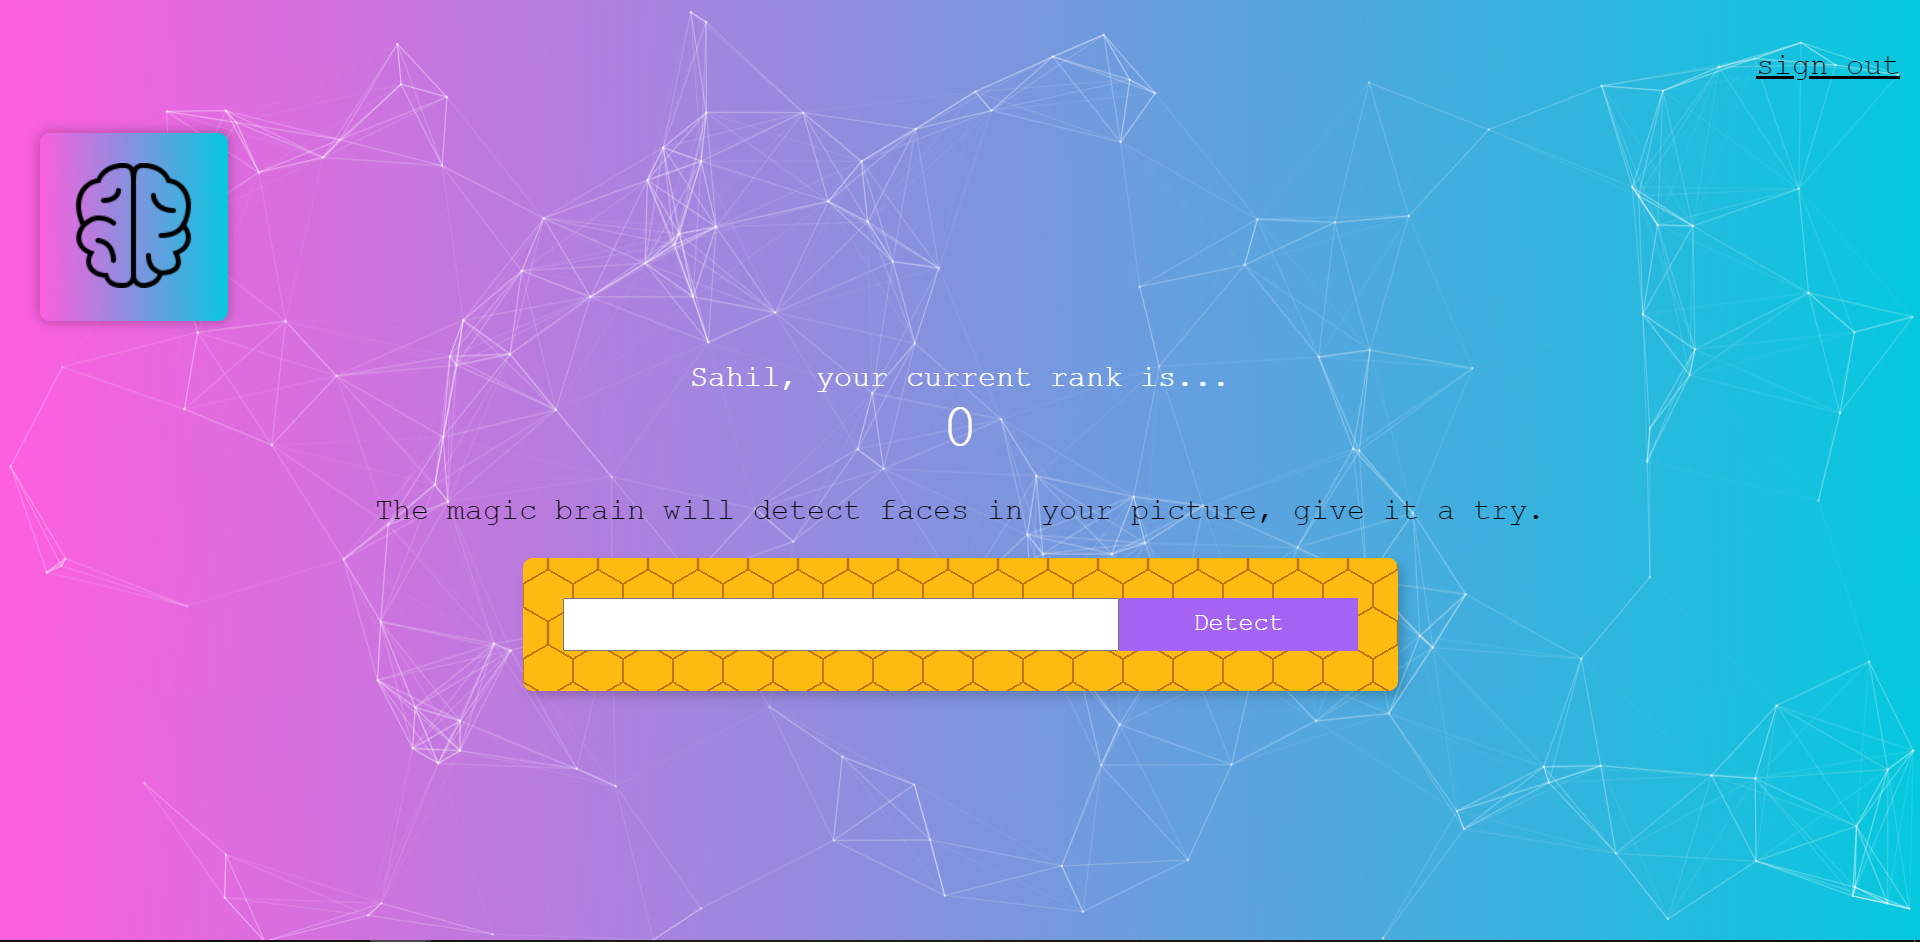 sign out
Sahil, your current rank is...
0
The magic brain will detect faces in your picture, give it a try.
Detect